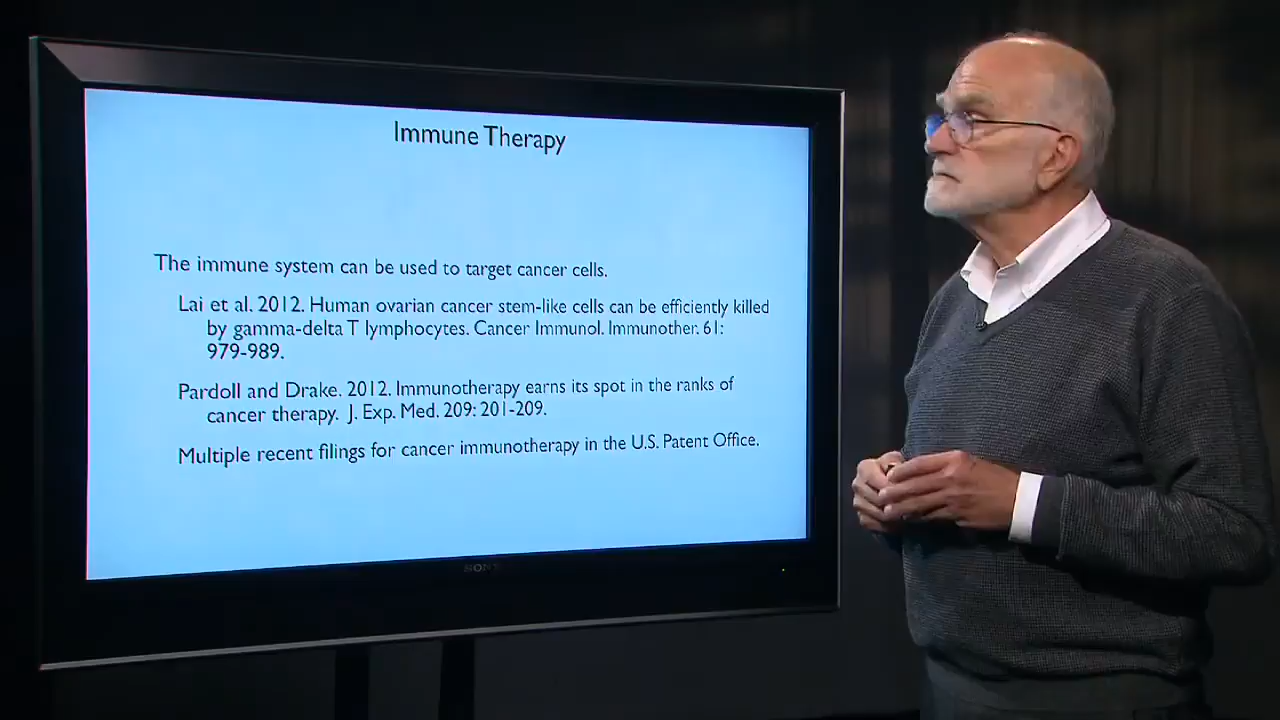 Immune Therapy
The immune system can be used to target cancer cells.
Lai et al. 2012. Human ovarian cancer stem-like cells can be efficiently killed
by gamma-delta T lymphocytes. Cancer Immunol. Immunother. 61:
979-989.
Pardoll and Drake. 2012. Immunotherapy earns its spot in the ranks of
cancer therapy. J. Exp. Med. 209: 201-209.
Multiple recent filings for cancer immunotherapy in the U.S. Patent Office.
SONY